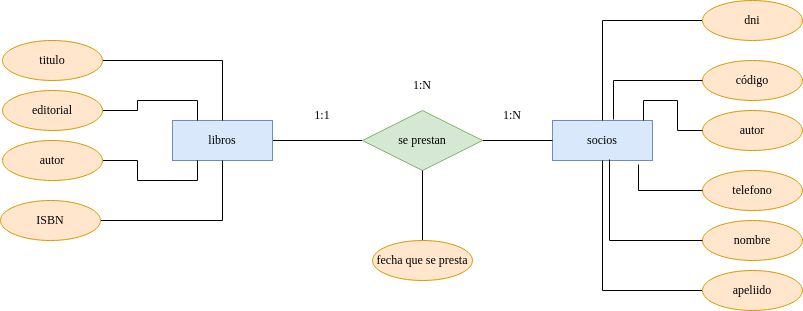 titulo
editorial
autor
ISBN
libros
1:1
1:N
se prestan
fecha que se presta
1:N
socios
dni
código
autor
telefono
nombre
apeliido